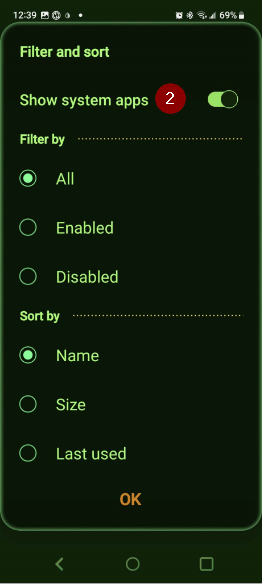 12:39 69%
Filter and sort
Show system apps 2
Filter by
All
Enabled
Disabled
Sort by
Name
Size
Last used
OK